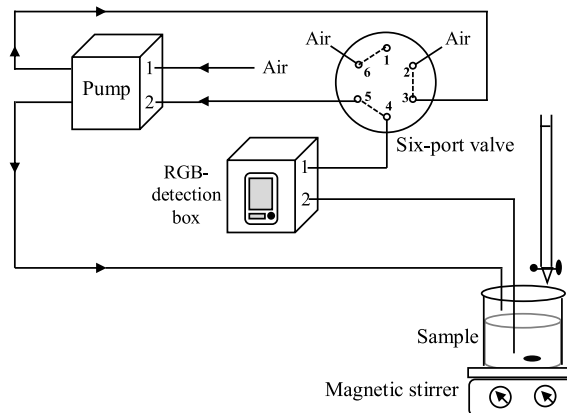 Air
Air
1
6
2
5
3
4
Pump
1
2
Air
Six-port valve
RGB-
detection
box
1
2
Sample
Magnetic stirrer